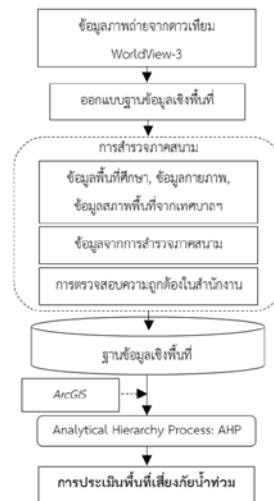 ข้อมูลภาพถ่ายจากดาวเทียม
WorldView-3
ออกแบบฐานข้อมูลเชิงพื้นที่
การสำรวจภาคสนาม
ข้อมูลพื้นที่ศึกษา, ข้อมูลกายภาพ,
ข้อมูลสภาพพื้นที่จากเทศบาลฯ
ข้อมูลจากการสำรวจภาคสนาม
การตรวจสอบความถูกต้องในสำนักงาน
ฐานข้อมูลเชิงพื้นที่
ArcGIS
Analytical Hierarchy Process: AHP
การประเมินพื้นที่เสี่ยงภัยน้ำท่วม